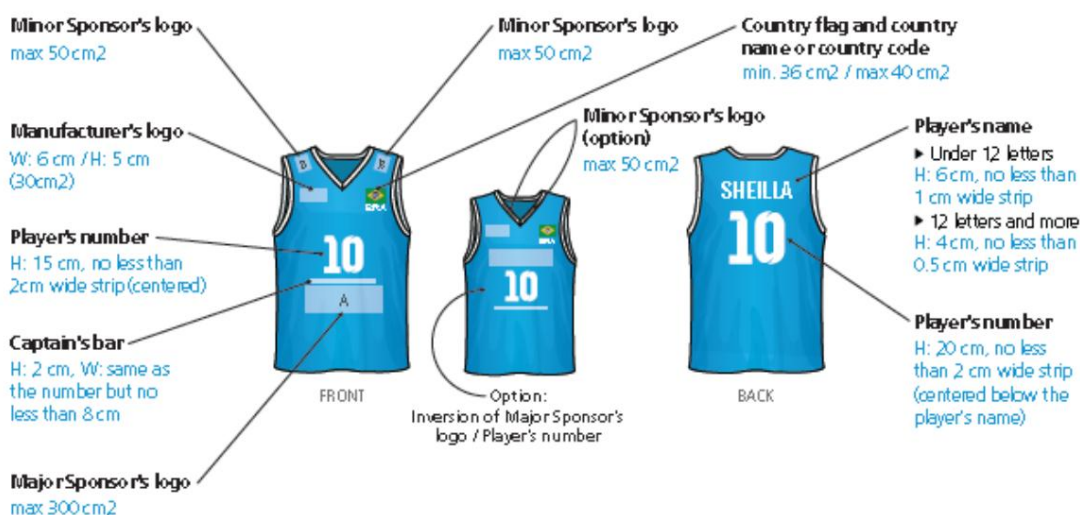 Minor Sponsor's logo
max 50 cm2
Minor Sponsor's logo
max 50 cm2
Country flag and country
name or country code
min. 36 cm2 / max 40 cm2
Manufacturer's logo
W: 6 cm / H: 5 cm
(30cm2)
Minor Sponsor's logo
(option)
max 50 cm2
Player's name
▸ Under 12 letters
H: 6 cm, no less than
1 cm wide strip
▸ 12 letters and more
H: 4 cm, no less than
0.5 cm wide strip
Player's number
H: 15 cm, no less than
2cm wide strip (centered)
BRA
10
A
BRA
10
SHEILLA
10
Captain's bar
H: 2 cm, W: same as
the number but no
less than 8 cm
Player's number
H: 20 cm, no less
than 2 cm wide strip
(centered below the
player's name)
FRONT
Option:
Inversion of Major Sponsor's
logo / Player's number
BACK
Major Sponsor's logo
max 300 cm2